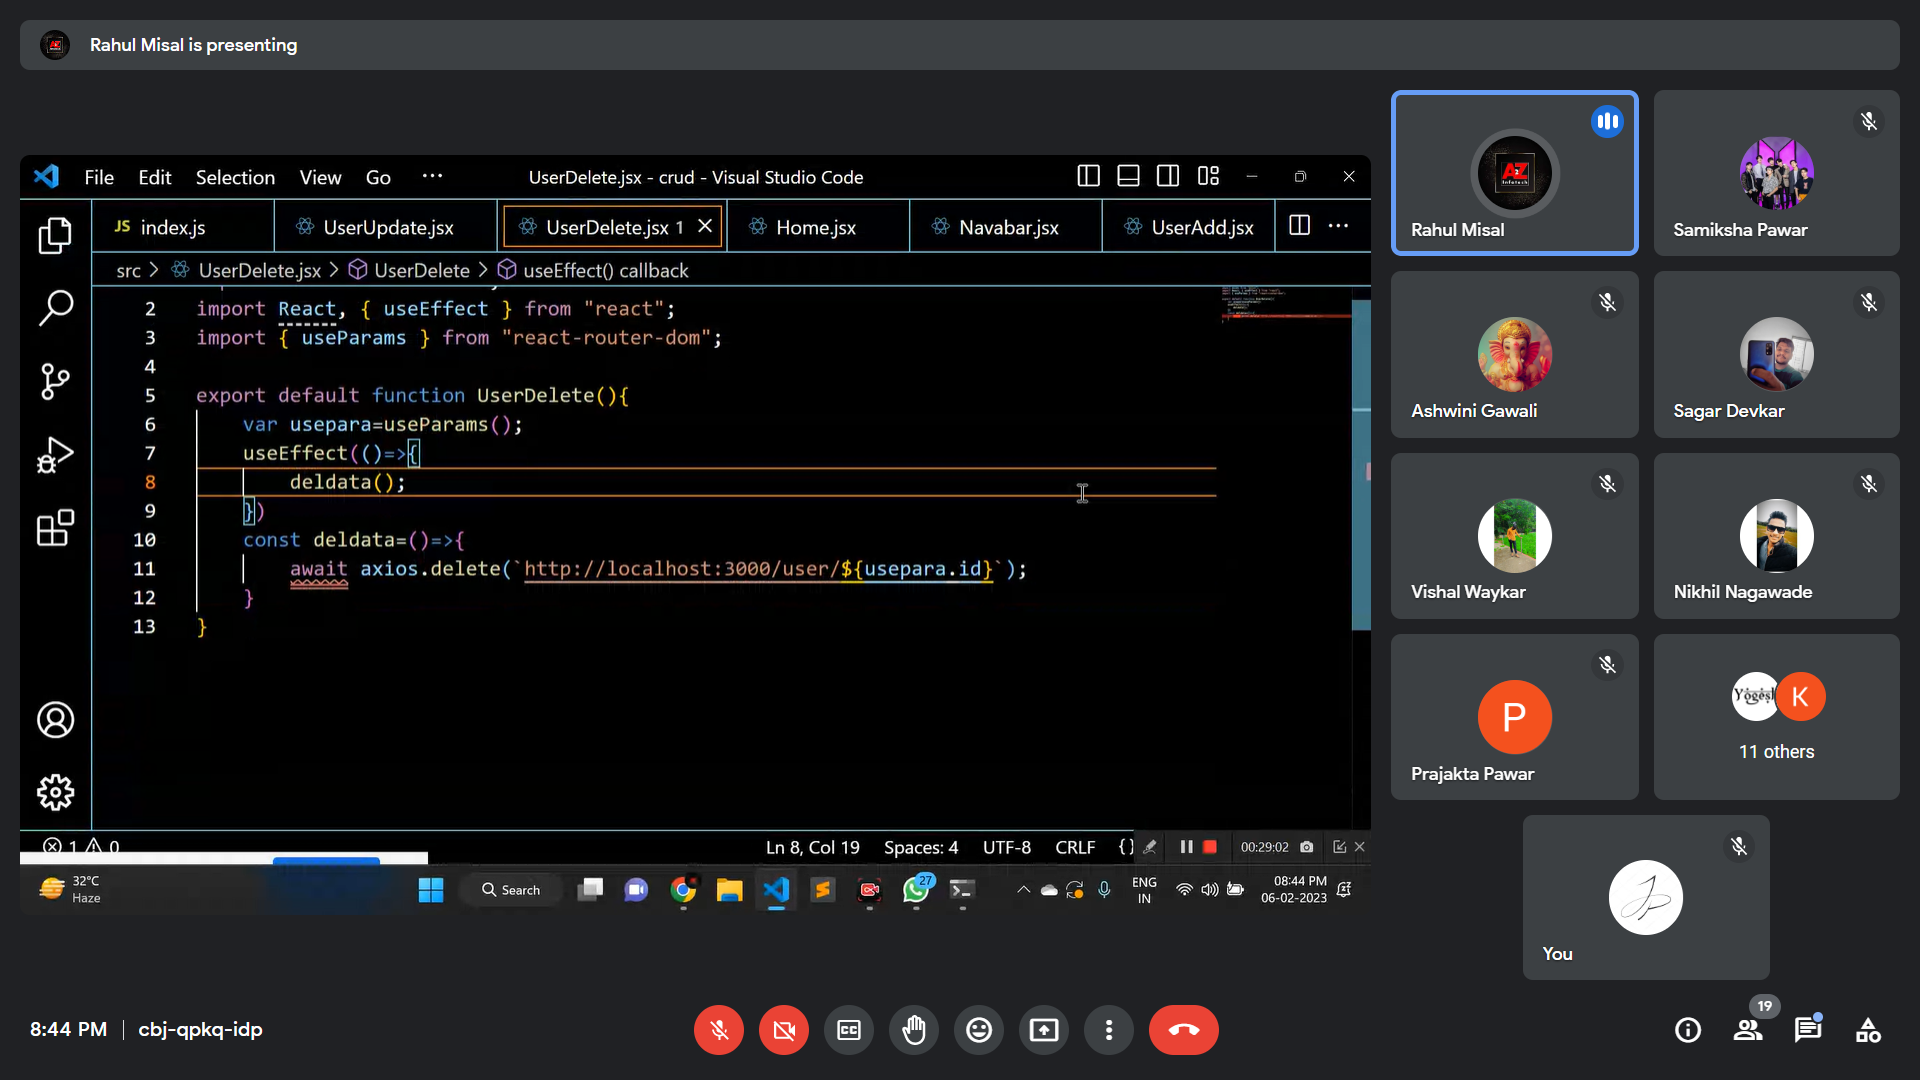 Rahul Misal is presenting
File Edit Selection View Go ··· UserDelete.jsx - crud - Visual Studio Code
JS index.js UserUpdate.jsx UserDelete.jsx 1 Home.jsx Navabar.jsx UserAdd.jsx ···
src > UserDelete.jsx > UserDelete > useEffect() callback
2 import React, { useEffect } from "react";
3 import { useParams } from "react-router-dom";
4
5 export default function UserDelete(){
6 var usepara=useParams();
7 useEffect(()=>{
8 deldata();
9 })
10 const deldata=()=>{
11 await axios.delete(`http://localhost:3000/user/${usepara.id}`);
12 }
13 }
1 0 Ln 8, Col 19 Spaces: 4 UTF-8 CRLF {} 00:29:02
32°C
Haze
Search
27
ENG
IN
08:44 PM
06-02-2023
AZ
Infotech
Rahul Misal
Samiksha Pawar
Ashwini Gawali
Sagar Devkar
Vishal Waykar
Nikhil Nagawade
P
Prajakta Pawar
Yogesh K
11 others
You
8:44 PM | cbj-qpkq-idp
CC
19